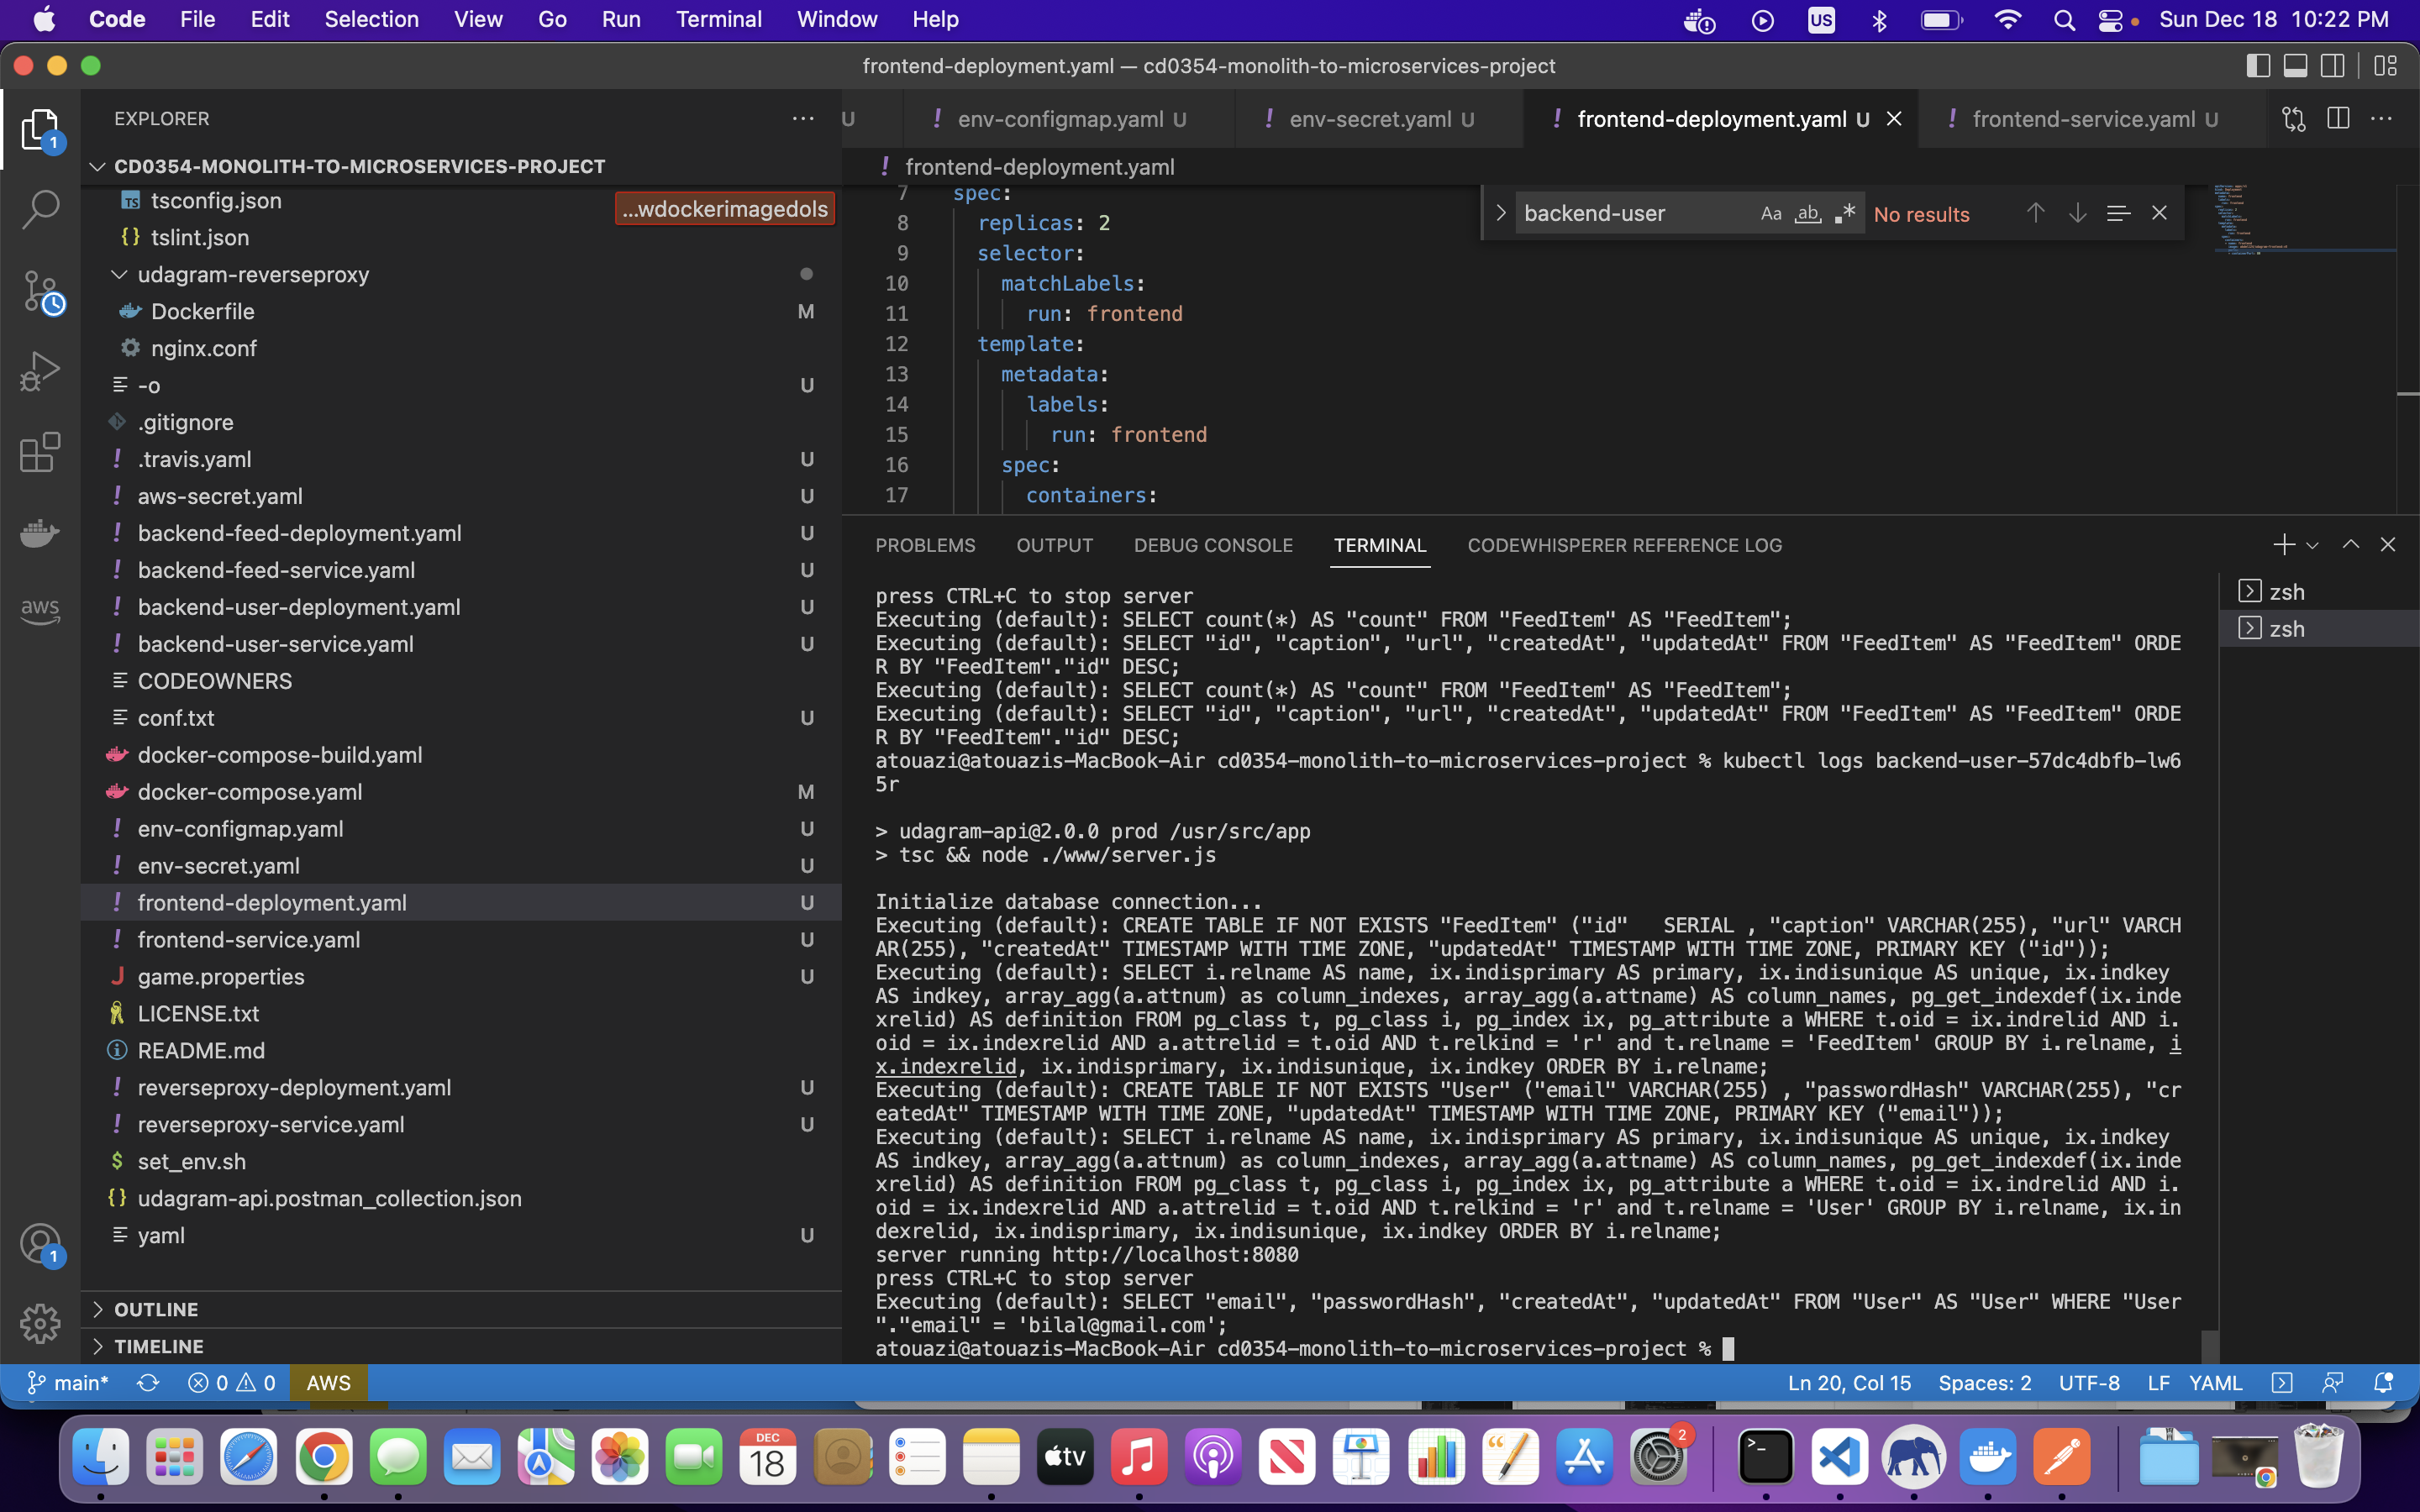 Code File Edit Selection View Go Run Terminal Window Help US Sun Dec 18 10:22 PM
frontend-deployment.yaml — cd0354-monolith-to-microservices-project
EXPLORER
U env-configmap.yaml U env-secret.yaml U frontend-deployment.yaml U frontend-service.yaml U
CD0354-MONOLITH-TO-MICROSERVICES-PROJECT
frontend-deployment.yaml
TS tsconfig.json
...wdockerimagedols
{} tslint.json
udagram-reverseproxy
Dockerfile M
nginx.conf
-o U
.gitignore
! .travis.yaml U
! aws-secret.yaml U
! backend-feed-deployment.yaml U
! backend-feed-service.yaml U
! backend-user-deployment.yaml U
! backend-user-service.yaml U
CODEOWNERS
conf.txt U
docker-compose-build.yaml
docker-compose.yaml M
! env-configmap.yaml U
! env-secret.yaml U
! frontend-deployment.yaml U
! frontend-service.yaml U
J game.properties U
LICENSE.txt
README.md
! reverseproxy-deployment.yaml U
! reverseproxy-service.yaml U
$ set_env.sh
{} udagram-api.postman_collection.json
yaml U
OUTLINE
TIMELINE
aws
1
1
7 spec:
8 replicas: 2
9 selector:
10 matchLabels:
11 run: frontend
12 template:
13 metadata:
14 labels:
15 run: frontend
16 spec:
17 containers:
backend-user Aa ab .* No results
PROBLEMS OUTPUT DEBUG CONSOLE TERMINAL CODEWHISPERER REFERENCE LOG
zsh
zsh
press CTRL+C to stop server
Executing (default): SELECT count(*) AS "count" FROM "FeedItem" AS "FeedItem";
Executing (default): SELECT "id", "caption", "url", "createdAt", "updatedAt" FROM "FeedItem" AS "FeedItem" ORDE
R BY "FeedItem"."id" DESC;
Executing (default): SELECT count(*) AS "count" FROM "FeedItem" AS "FeedItem";
Executing (default): SELECT "id", "caption", "url", "createdAt", "updatedAt" FROM "FeedItem" AS "FeedItem" ORDE
R BY "FeedItem"."id" DESC;
atouazi@atouazis-MacBook-Air cd0354-monolith-to-microservices-project % kubectl logs backend-user-57dc4dbfb-lw6
5r
> udagram-api@2.0.0 prod /usr/src/app
> tsc && node ./www/server.js
Initialize database connection...
Executing (default): CREATE TABLE IF NOT EXISTS "FeedItem" ("id"   SERIAL , "caption" VARCHAR(255), "url" VARCH
AR(255), "createdAt" TIMESTAMP WITH TIME ZONE, "updatedAt" TIMESTAMP WITH TIME ZONE, PRIMARY KEY ("id"));
Executing (default): SELECT i.relname AS name, ix.indisprimary AS primary, ix.indisunique AS unique, ix.indkey
AS indkey, array_agg(a.attnum) as column_indexes, array_agg(a.attname) AS column_names, pg_get_indexdef(ix.inde
xrelid) AS definition FROM pg_class t, pg_class i, pg_index ix, pg_attribute a WHERE t.oid = ix.indrelid AND i.
oid = ix.indexrelid AND a.attrelid = t.oid AND t.relkind = 'r' and t.relname = 'FeedItem' GROUP BY i.relname, i
x.indexrelid, ix.indisprimary, ix.indisunique, ix.indkey ORDER BY i.relname;
Executing (default): CREATE TABLE IF NOT EXISTS "User" ("email" VARCHAR(255) , "passwordHash" VARCHAR(255), "cr
eatedAt" TIMESTAMP WITH TIME ZONE, "updatedAt" TIMESTAMP WITH TIME ZONE, PRIMARY KEY ("email"));
Executing (default): SELECT i.relname AS name, ix.indisprimary AS primary, ix.indisunique AS unique, ix.indkey
AS indkey, array_agg(a.attnum) as column_indexes, array_agg(a.attname) AS column_names, pg_get_indexdef(ix.inde
xrelid) AS definition FROM pg_class t, pg_class i, pg_index ix, pg_attribute a WHERE t.oid = ix.indrelid AND i.
oid = ix.indexrelid AND a.attrelid = t.oid AND t.relkind = 'r' and t.relname = 'User' GROUP BY i.relname, ix.in
dexrelid, ix.indisprimary, ix.indisunique, ix.indkey ORDER BY i.relname;
server running http://localhost:8080
press CTRL+C to stop server
Executing (default): SELECT "email", "passwordHash", "createdAt", "updatedAt" FROM "User" AS "User" WHERE "User
"."email" = 'bilal@gmail.com';
atouazi@atouazis-MacBook-Air cd0354-monolith-to-microservices-project %
main* 0 0 AWS Ln 20, Col 15 Spaces: 2 UTF-8 LF YAML
DEC
18
tv
2